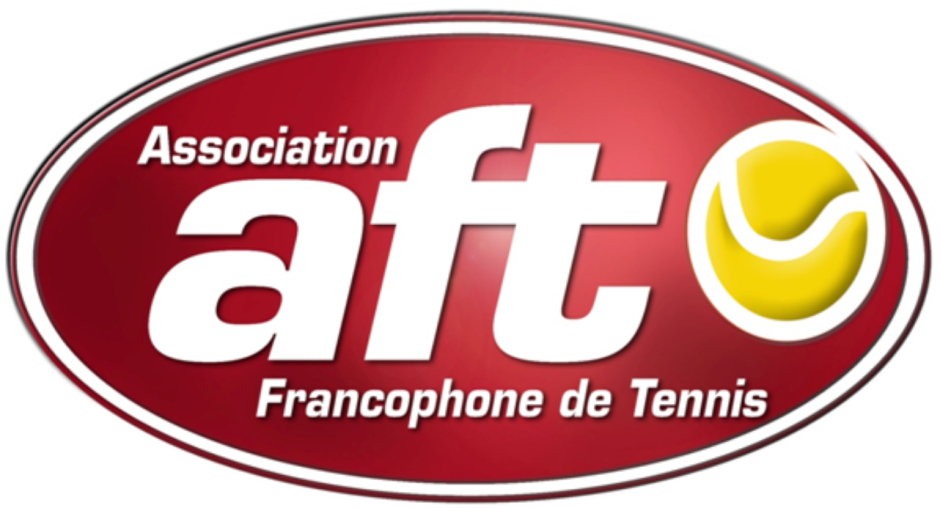 Association
aft
Francophone de Tennis